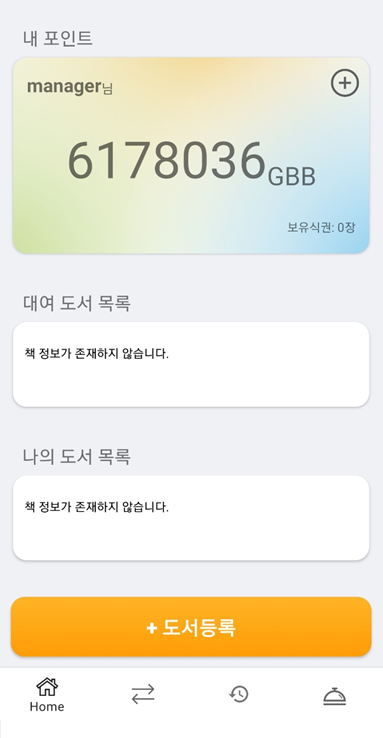 내 포인트
manager님
6178036GBB
보유식권: 0장
대여 도서 목록
책 정보가 존재하지 않습니다.
나의 도서 목록
책 정보가 존재하지 않습니다.
+ 도서등록
Home